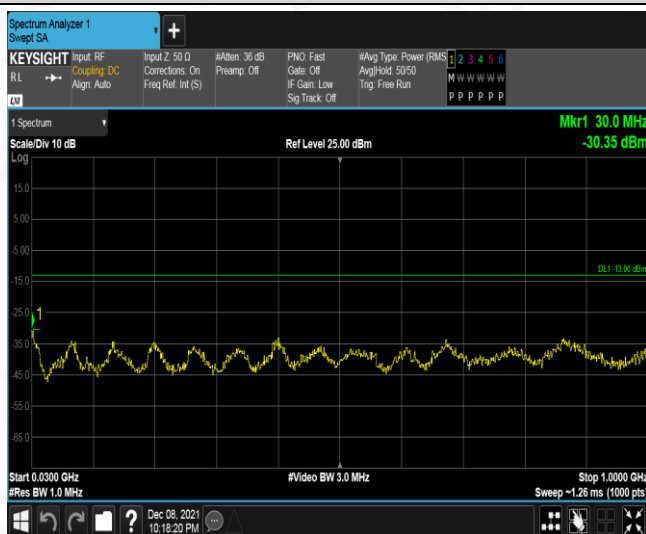 Spectrum Analyzer 1
Swept SA
+
KEYSIGHT
RL
LXI
Input: RF
Coupling: DC
Align: Auto
Input Z: 50 Ω
Corrections: On
Freq Ref: Int (S)
#Atten: 36 dB
Preamp: Off
PNO: Fast
Gate: Off
IF Gain: Low
Sig Track: Off
#Avg Type: Power (RMS
Avg|Hold: 50/50
Trig: Free Run
1 2 3 4 5 6
M W W W W W
P P P P P P
1 Spectrum
Scale/Div 10 dB
Ref Level 25.00 dBm
Mkr1 30.0 MHz
-30.35 dBm
Log
15.0
5.00
-5.00
-15.0
-25.0
-35.0
-45.0
-55.0
-65.0
DL1 -13.00 dBm
1
Start 0.0300 GHz
#Res BW 1.0 MHz
#Video BW 3.0 MHz
Stop 1.0000 GHz
Sweep ~1.26 ms (1000 pts)
?
Dec 08, 2021
10:18:20 PM